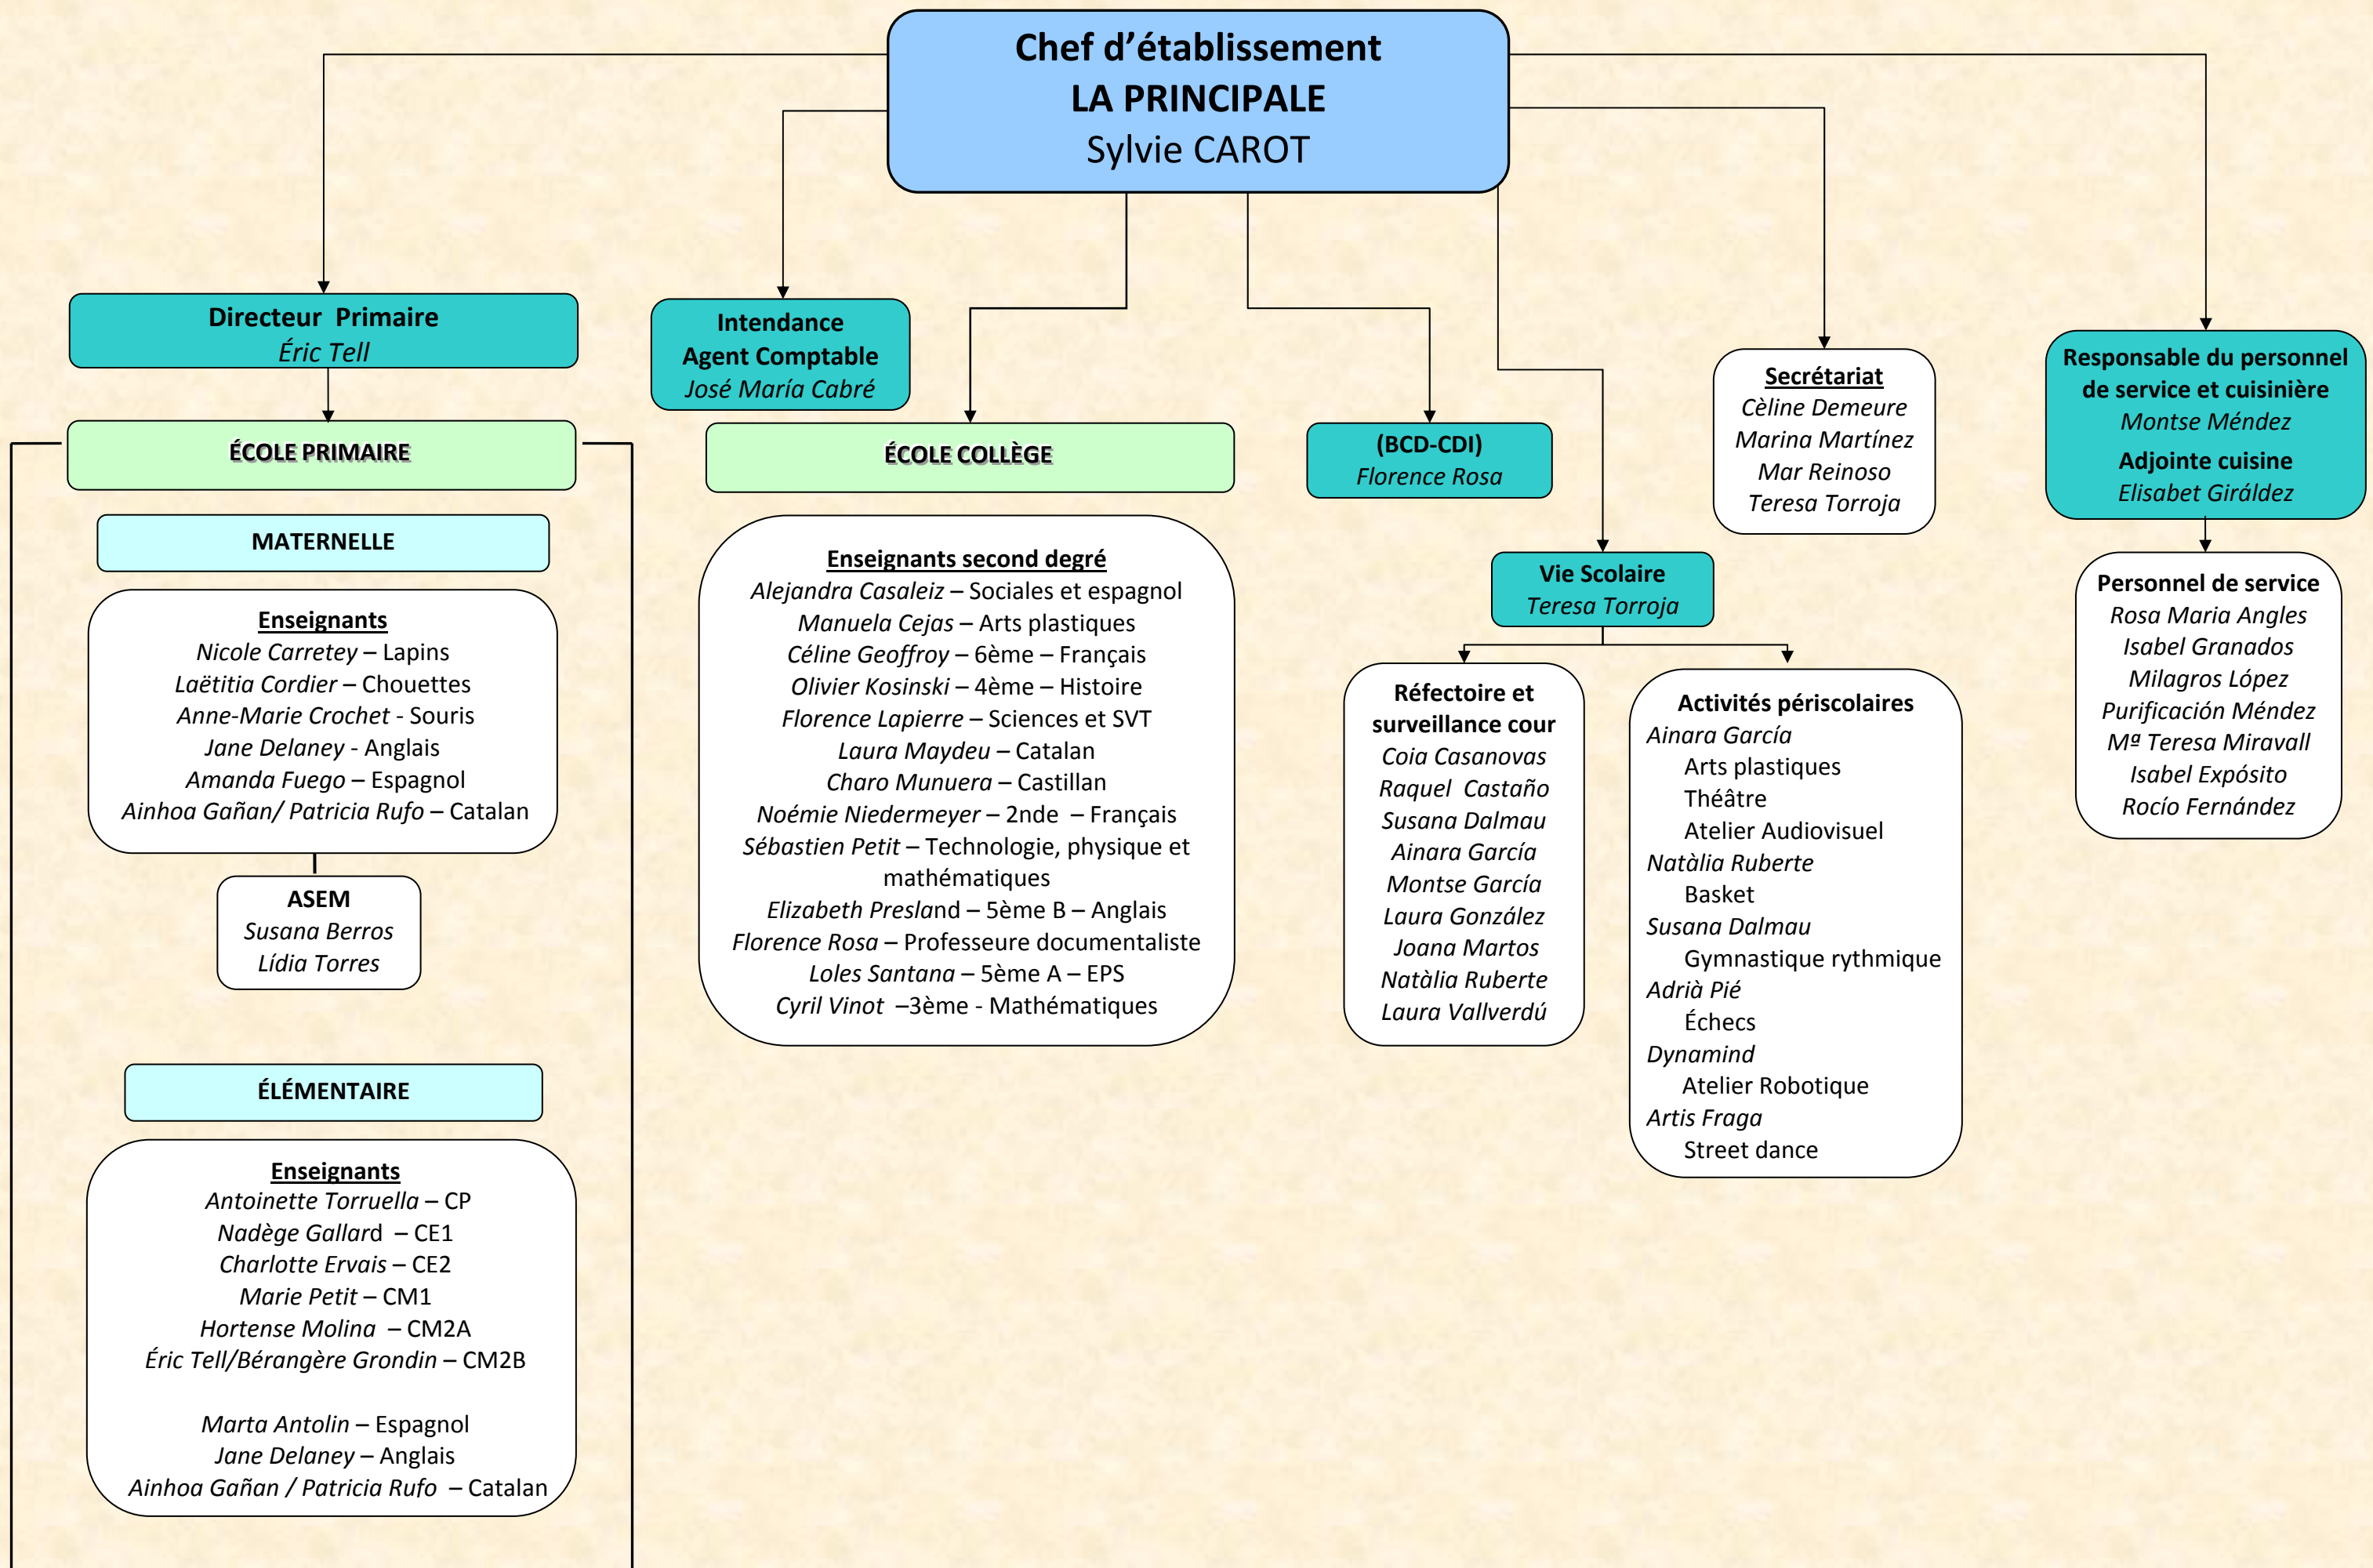 Chef d'établissement
LA PRINCIPALE
Sylvie CAROT
Directeur  Primaire
Éric Tell
ÉCOLE PRIMAIRE
MATERNELLE
Enseignants
Nicole Carretey – Lapins
Laëtitia Cordier – Chouettes
Anne-Marie Crochet - Souris
Jane Delaney - Anglais
Amanda Fuego – Espagnol
Ainhoa Gañan/ Patricia Rufo – Catalan
ASEM
Susana Berros
Lídia Torres
ÉLÉMENTAIRE
Enseignants
Antoinette Torruella – CP
Nadège Gallard  – CE1
Charlotte Ervais – CE2
Marie Petit – CM1
Hortense Molina  – CM2A
Éric Tell/Bérangère Grondin – CM2B
Marta Antolin – Espagnol
Jane Delaney – Anglais
Ainhoa Gañan / Patricia Rufo  – Catalan
Intendance
Agent Comptable
José María Cabré
ÉCOLE COLLÈGE
Enseignants second degré
Alejandra Casaleiz – Sociales et espagnol
Manuela Cejas – Arts plastiques
Céline Geoffroy – 6ème – Français
Olivier Kosinski – 4ème – Histoire
Florence Lapierre – Sciences et SVT
Laura Maydeu – Catalan
Charo Munuera – Castillan
Noémie Niedermeyer – 2nde  – Français
Sébastien Petit – Technologie, physique et
mathématiques
Elizabeth Presland – 5ème B – Anglais
Florence Rosa – Professeure documentaliste
Loles Santana – 5ème A – EPS
Cyril Vinot  –3ème - Mathématiques
(BCD-CDI)
Florence Rosa
Vie Scolaire
Teresa Torroja
Réfectoire et
surveillance cour
Coia Casanovas
Raquel  Castaño
Susana Dalmau
Ainara García
Montse García
Laura González
Joana Martos
Natàlia Ruberte
Laura Vallverdú
Activités périscolaires
Ainara García
Arts plastiques
Théâtre
Atelier Audiovisuel
Natàlia Ruberte
Basket
Susana Dalmau
Gymnastique rythmique
Adrià Pié
Échecs
Dynamind
Atelier Robotique
Artis Fraga
Street dance
Secrétariat
Cèline Demeure
Marina Martínez
Mar Reinoso
Teresa Torroja
Responsable du personnel
de service et cuisinière
Montse Méndez
Adjointe cuisine
Elisabet Giráldez
Personnel de service
Rosa Maria Angles
Isabel Granados
Milagros López
Purificación Méndez
Mª Teresa Miravall
Isabel Expósito
Rocío Fernández